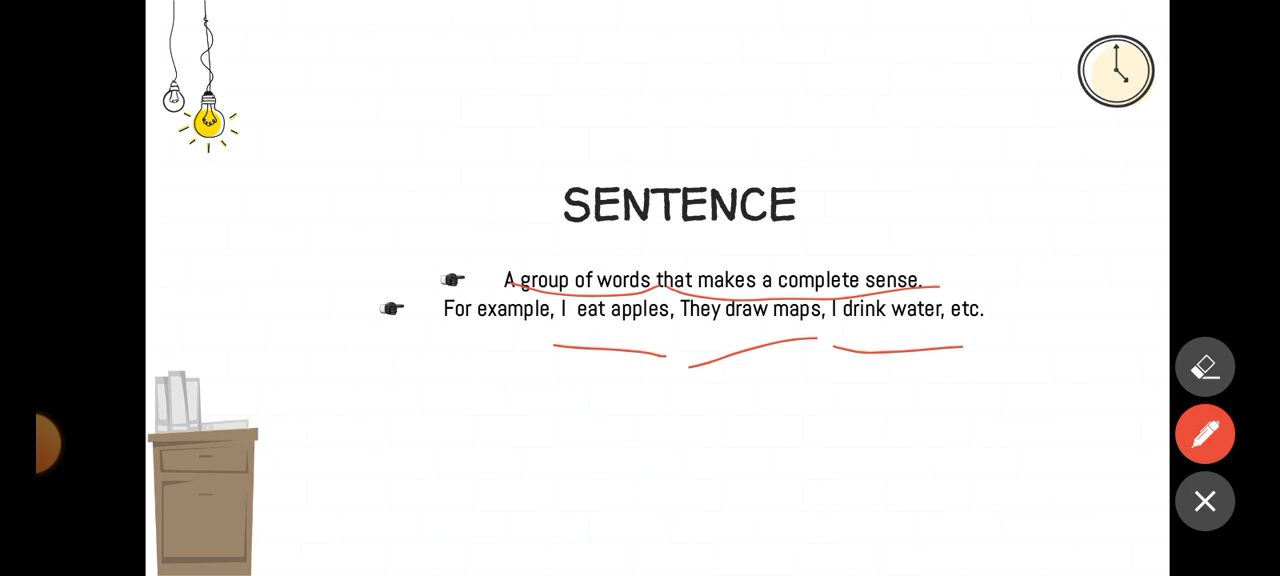 SENTENCE
A group of words that makes a complete sense.
For example, I  eat apples, They draw maps, I drink water, etc.